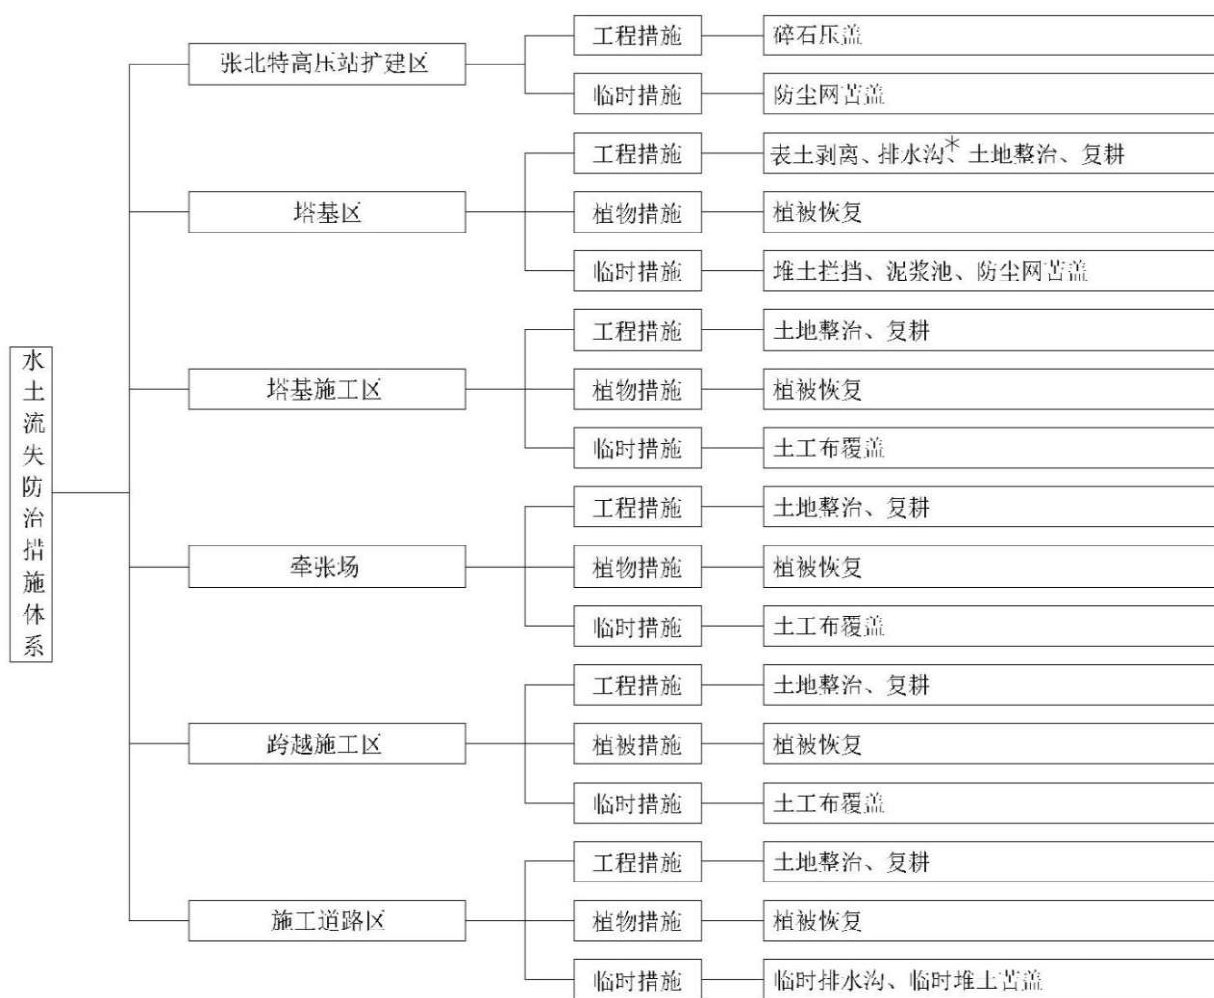 水土流失防治措施体系
张北特高压站扩建区
工程措施
碎石压盖
临时措施
防尘网苫盖
塔基区
工程措施
表土剥离、排水沟*、土地整治、复耕
植物措施
植被恢复
临时措施
堆土拦挡、泥浆池、防尘网苫盖
塔基施工区
工程措施
土地整治、复耕
植物措施
植被恢复
临时措施
土工布覆盖
牵张场
工程措施
土地整治、复耕
植物措施
植被恢复
临时措施
土工布覆盖
跨越施工区
工程措施
土地整治、复耕
植被措施
植被恢复
临时措施
土工布覆盖
施工道路区
工程措施
土地整治、复耕
植物措施
植被恢复
临时措施
临时排水沟、临时堆土苫盖